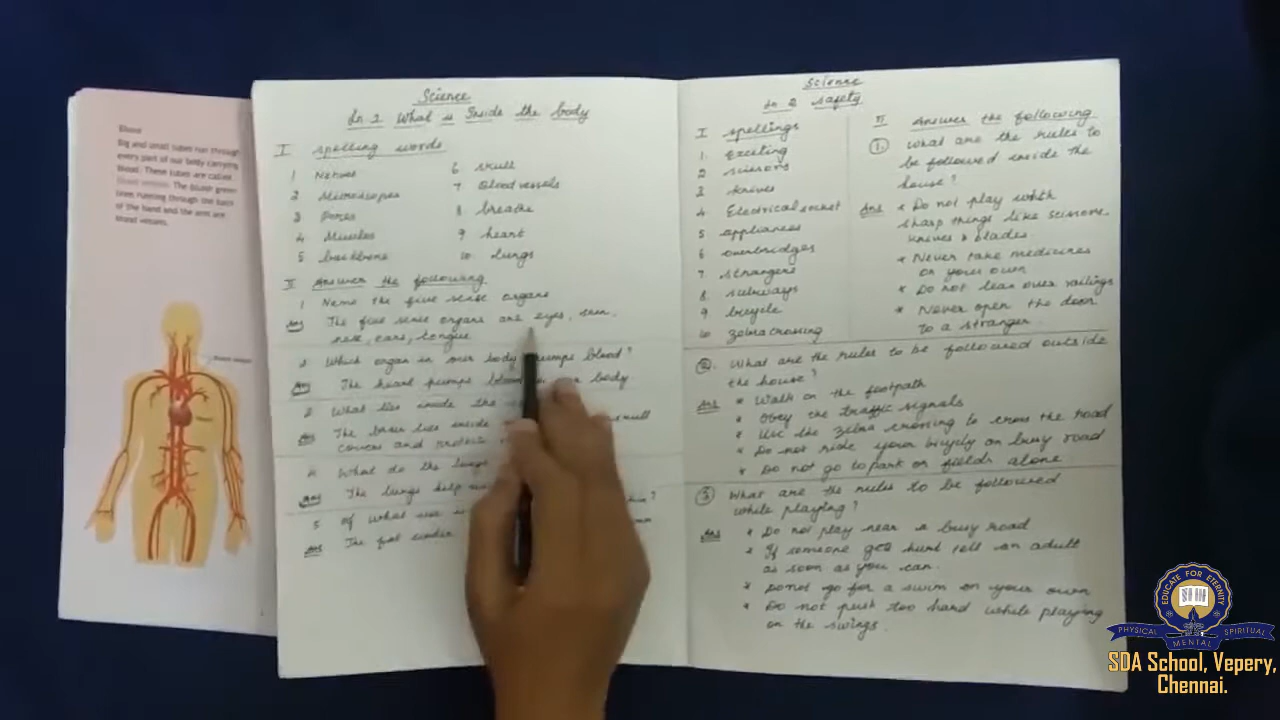 Blood
Big and small tubes run through
every part of our body carrying
blood. These tubes are called
blood vessels. The bluish green
lines running through the back
of the hand and the arm are
blood vessels.
Science
Ln 1 What is Inside the body
I spelling words
1 Nerves
2 Microscopes
3 Pores
4 Muscles
5 backbone
6 skull
7 Blood vessels
8 breathe
9 heart
10 lungs
II Answer the following
1 Name the five sense organs
Ans The five sense organs are eyes, skin,
nose, ears, tongue
2 Which organ in our body pumps blood?
Ans The heart pumps blood body
3 What lies inside the
Ans The brain lies inside skull
covers and protects
4 What do the lungs
Ans The lungs help
5 Of what use is
Ans The fat under
Science
Ln 2 safety
I spellings
1. exciting
2 scissors
3 knives
4. Electrical socket
5 appliances
6 overbridges
7 strangers
8. subways
9 bicycle
10 zebra crossing
II Answer the following
1. What are the rules to
be followed inside the
house?
Ans * Do not play with
sharp things like scissors,
knives & blades.
* Never take medicines
on your own
* Do not lean over railings
* Never open the door
to a stranger.
2. What are the rules to be followed outside
the house?
Ans * Walk on the footpath
* Obey the traffic signals
* Use the zebra crossing to cross the road
* Do not ride your bicycly on busy road
* Do not go to park or fields alone.
3 What are the rules to be followed
while playing?
Ans * Do not play near a busy road
* If someone gets hurt tell an adult
as soon as you can.
* Do not go for a swim on your own
* Do not push too hard while playing
on the swings.
EDUCATE FOR ETERNITY
PHYSICAL MENTAL SPIRITUAL
SDA School, Vepery,
Chennai.